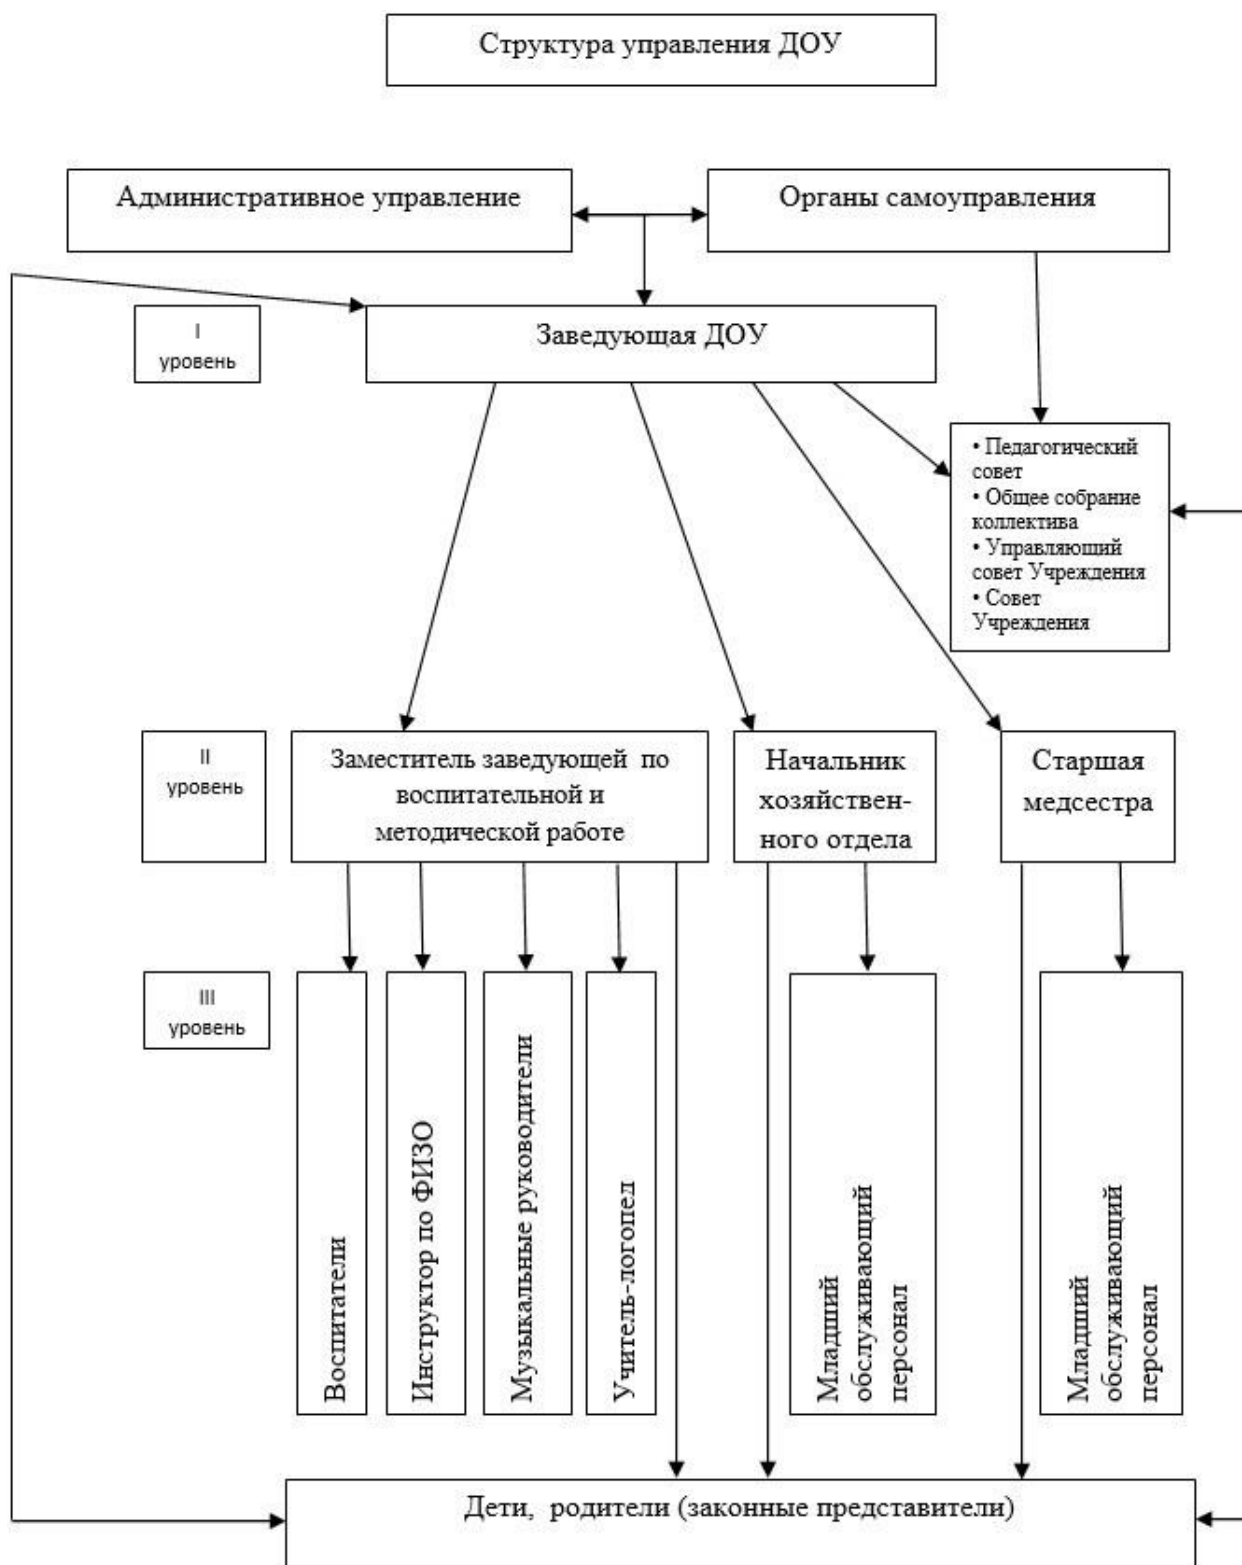 Структура управления ДОУ
Административное управление
Органы самоуправления
I
уровень
Заведующая ДОУ
• Педагогический
совет
• Общее собрание
коллектива
• Управляющий
совет Учреждения
• Совет
Учреждения
II
уровень
Заместитель заведующей по
воспитательной и
методической работе
Начальник
хозяйствен-
ного отдела
Старшая
медсестра
III
уровень
Воспитатели
Инструктор по ФИЗО
Музыкальные руководители
Учитель-логопед
Младший
обслуживающий
персонал
Младший
обслуживающий
персонал
Дети, родители (законные представители)